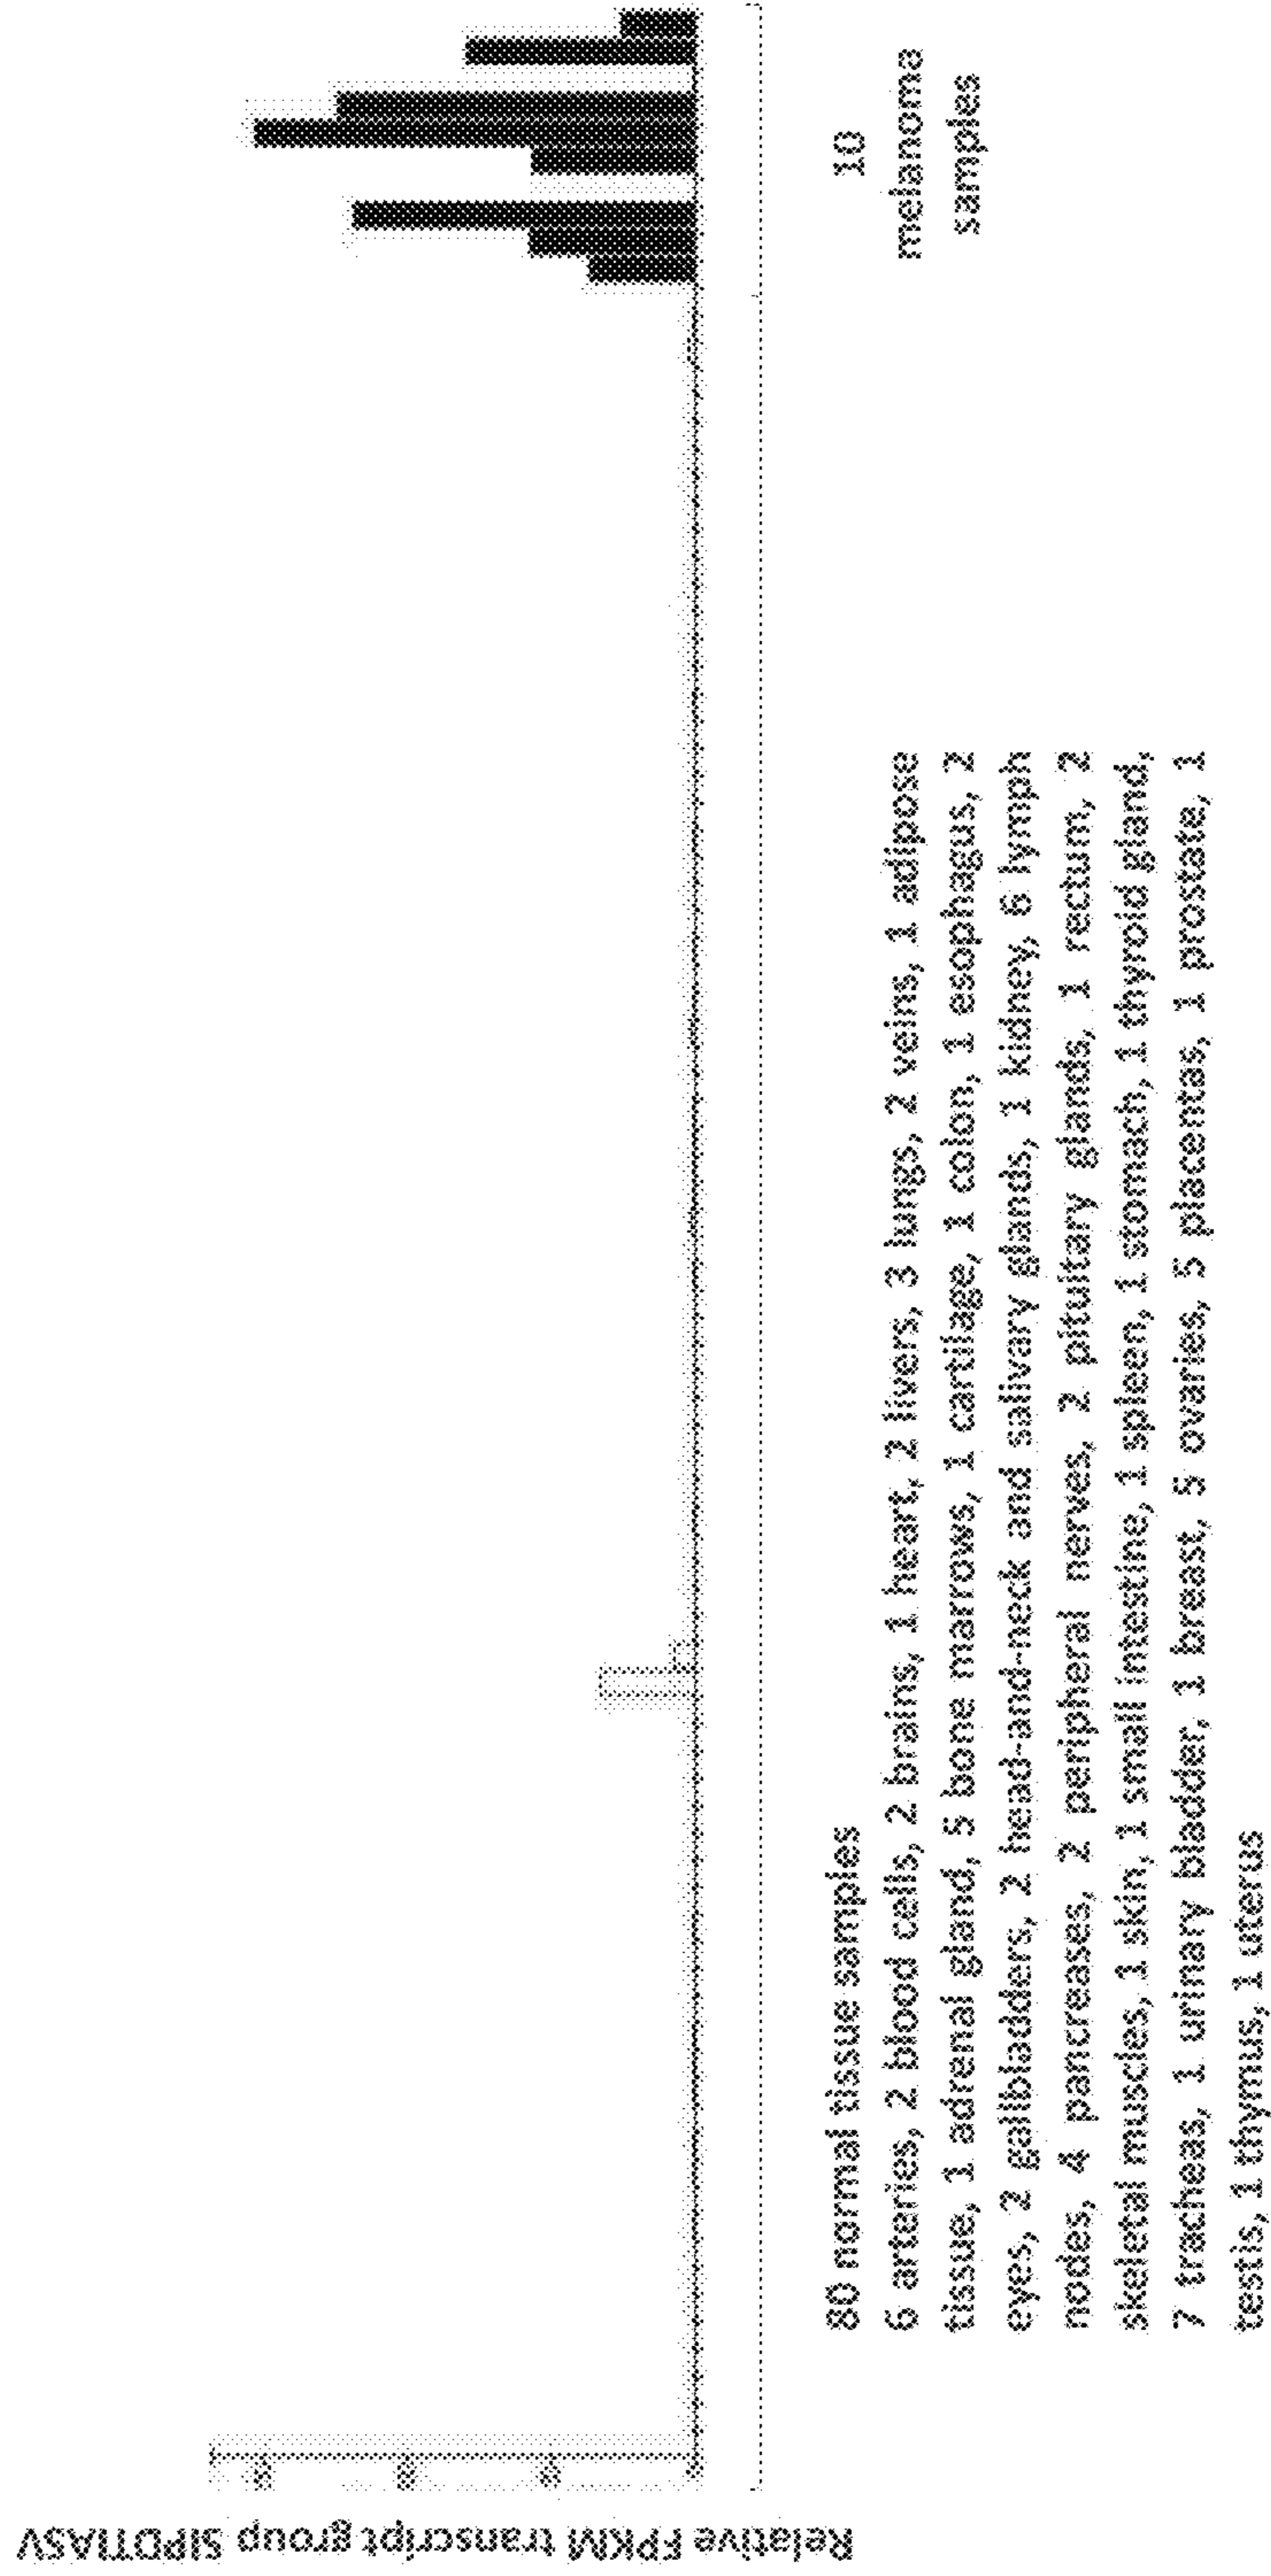 Relative FPKM transcript group SIPDTIASV
80 normal tissue samples
6 arteries, 2 blood cells, 2 brains, 1 heart, 2 livers, 3 lungs, 2 veins, 1 adipose
tissue, 1 adrenal gland, 5 bone marrows, 1 cartilage, 1 colon, 1 esophagus, 2
eyes, 2 gallbladders, 2 head-and-neck and salivary glands, 1 kidney, 6 lymph
nodes, 4 pancreases, 2 peripheral nerves, 2 pituitary glands, 1 rectum, 2
skeletal muscles, 1 skin, 1 small intestine, 1 spleen, 1 stomach, 1 thyroid gland,
7 tracheas, 1 urinary bladder, 1 breast, 5 ovaries, 5 placentas, 1 prostate, 1
testis, 1 thymus, 1 uterus
10
melanoma
samples